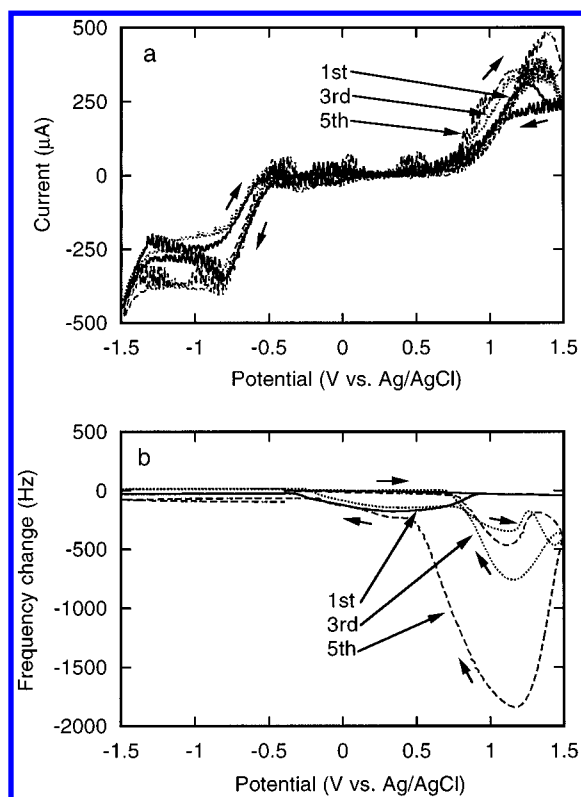 a
500
250
0
-250
-500
Current (μA)
1st
3rd
5th
-1.5 -1 -0.5 0 0.5 1 1.5
Potential (V vs. Ag/AgCl)
b
500
0
-500
-1000
-1500
-2000
Frequency change (Hz)
1st
3rd
5th
-1.5 -1 -0.5 0 0.5 1 1.5
Potential (V vs. Ag/AgCl)